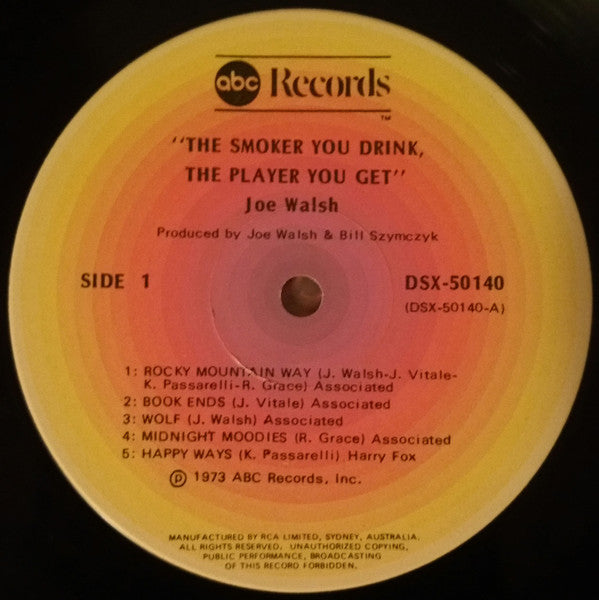 abc Records
TM
"THE SMOKER YOU DRINK,
THE PLAYER YOU GET"
Joe Walsh
Produced by Joe Walsh & Bill Szymczyk
SIDE 1
DSX-50140
(DSX-50140-A)
1: ROCKY MOUNTAIN WAY (J. Walsh-J. Vitale-
K. Passarelli-R. Grace) Associated
2: BOOK ENDS (J. Vitale) Associated
3: WOLF (J. Walsh) Associated
4: MIDNIGHT MOODIES (R. Grace) Associated
5: HAPPY WAYS (K. Passarelli) Harry Fox
℗ 1973 ABC Records, Inc.
MANUFACTURED BY RCA LIMITED, SYDNEY, AUSTRALIA.
ALL RIGHTS RESERVED. UNAUTHORIZED COPYING,
PUBLIC PERFORMANCE, BROADCASTING
OF THIS RECORD FORBIDDEN.